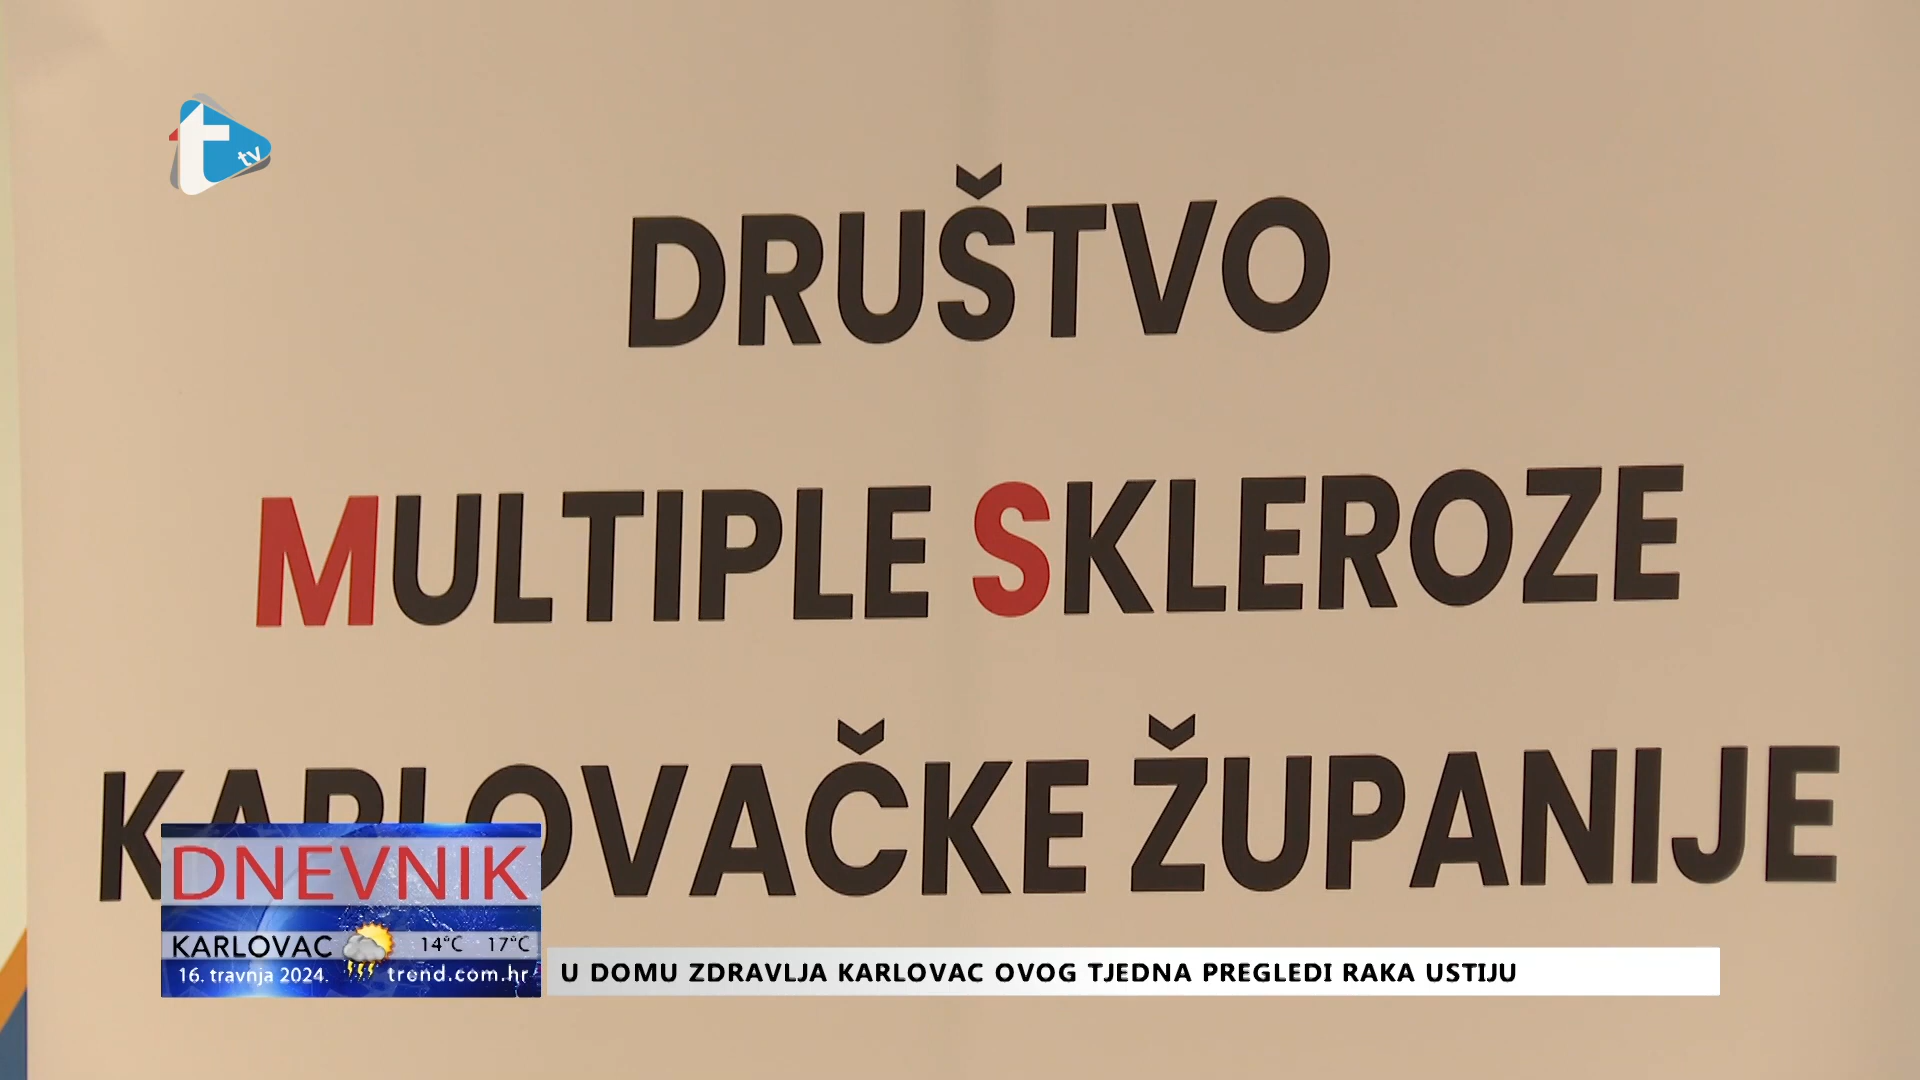 t tv
DRUŠTVO
MULTIPLE SKLEROZE
KARLOVAČKE ŽUPANIJE
DNEVNIK
KARLOVAC 14°C 17°C
16. travnja 2024. trend.com.hr
U DOMU ZDRAVLJA KARLOVAC OVOG TJEDNA PREGLEDI RAKA USTIJU